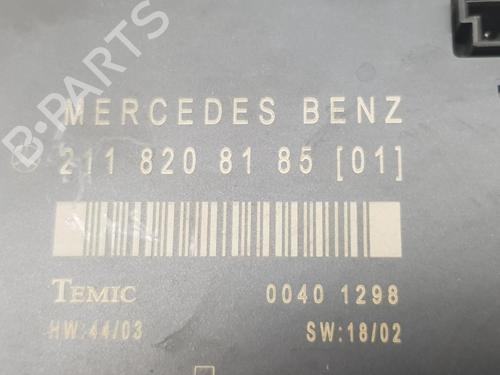 B-PARTS
MERCEDES BENZ
211 820 81 85 [01]
TEMIC 0040 1298
HW:44/03 SW:18/02